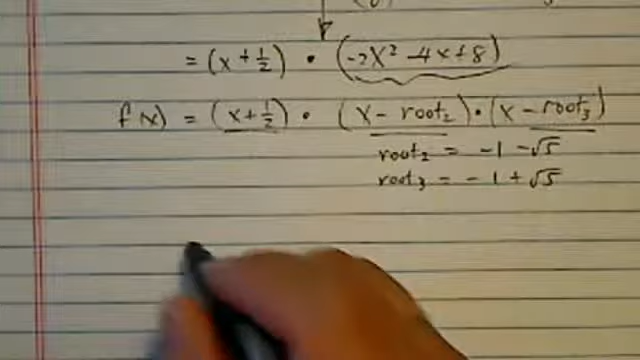 = (x + 1/2) • (-2x² - 4x + 8)
f(x) = (x + 1/2) • (x - root₂) • (x - root₃)
root₂ = -1 - √5
root₃ = -1 + √5